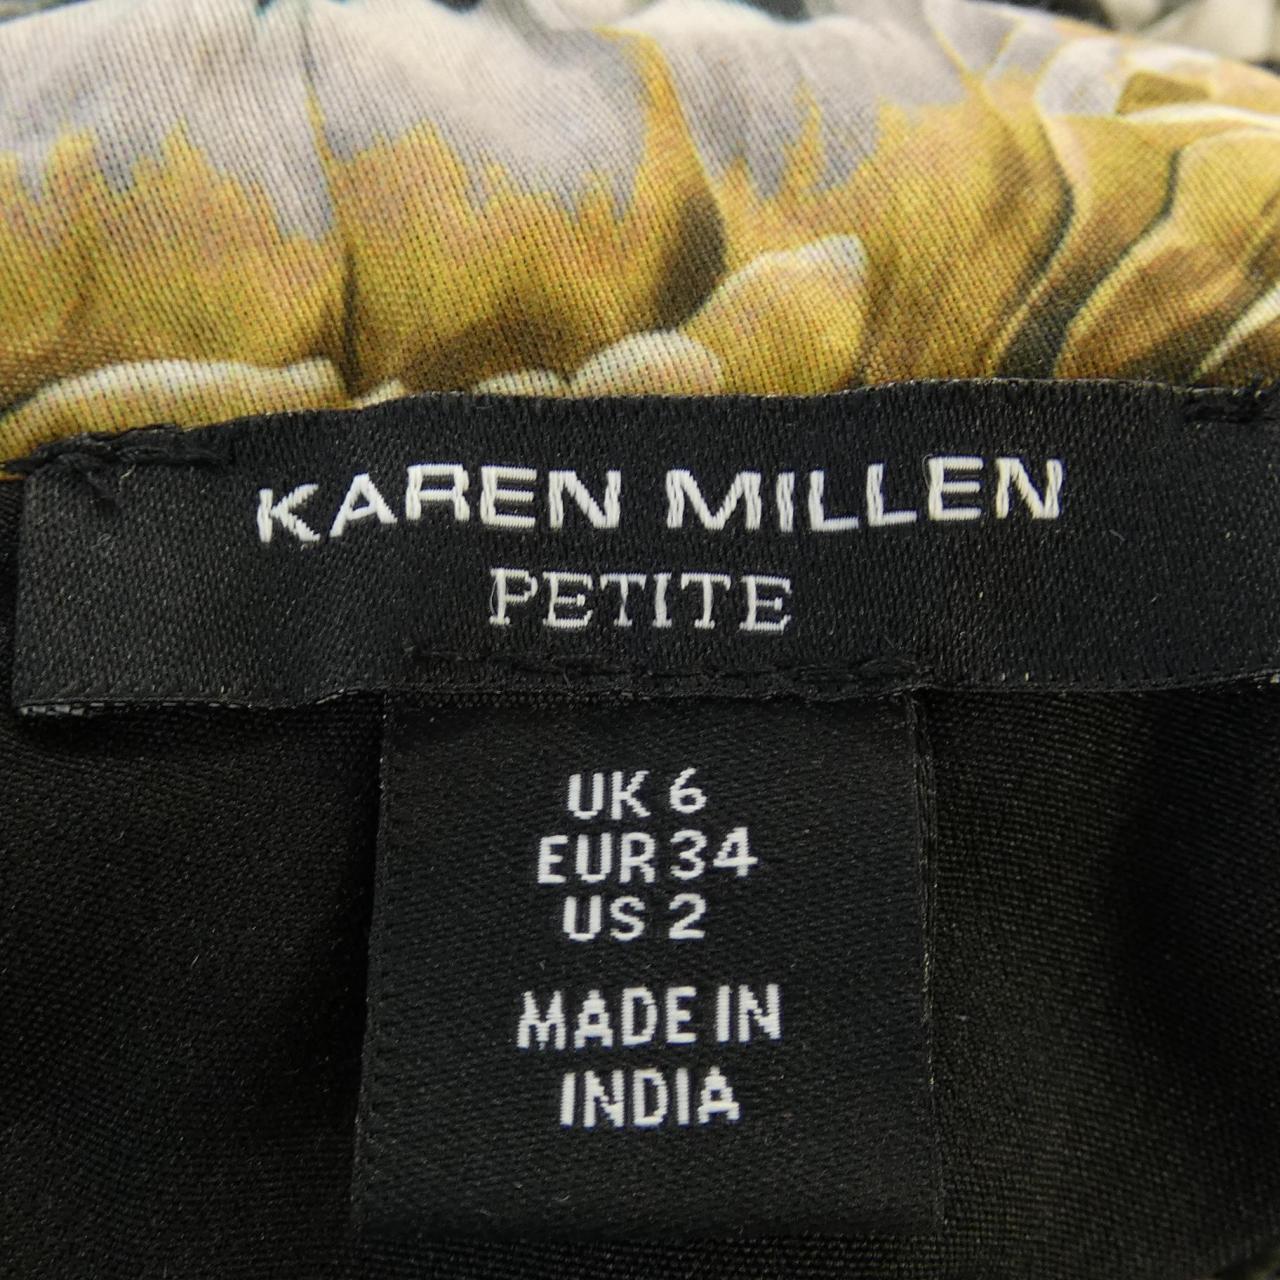 KAREN MILLEN
PETITE
UK 6
EUR 34
US 2
MADE IN
INDIA